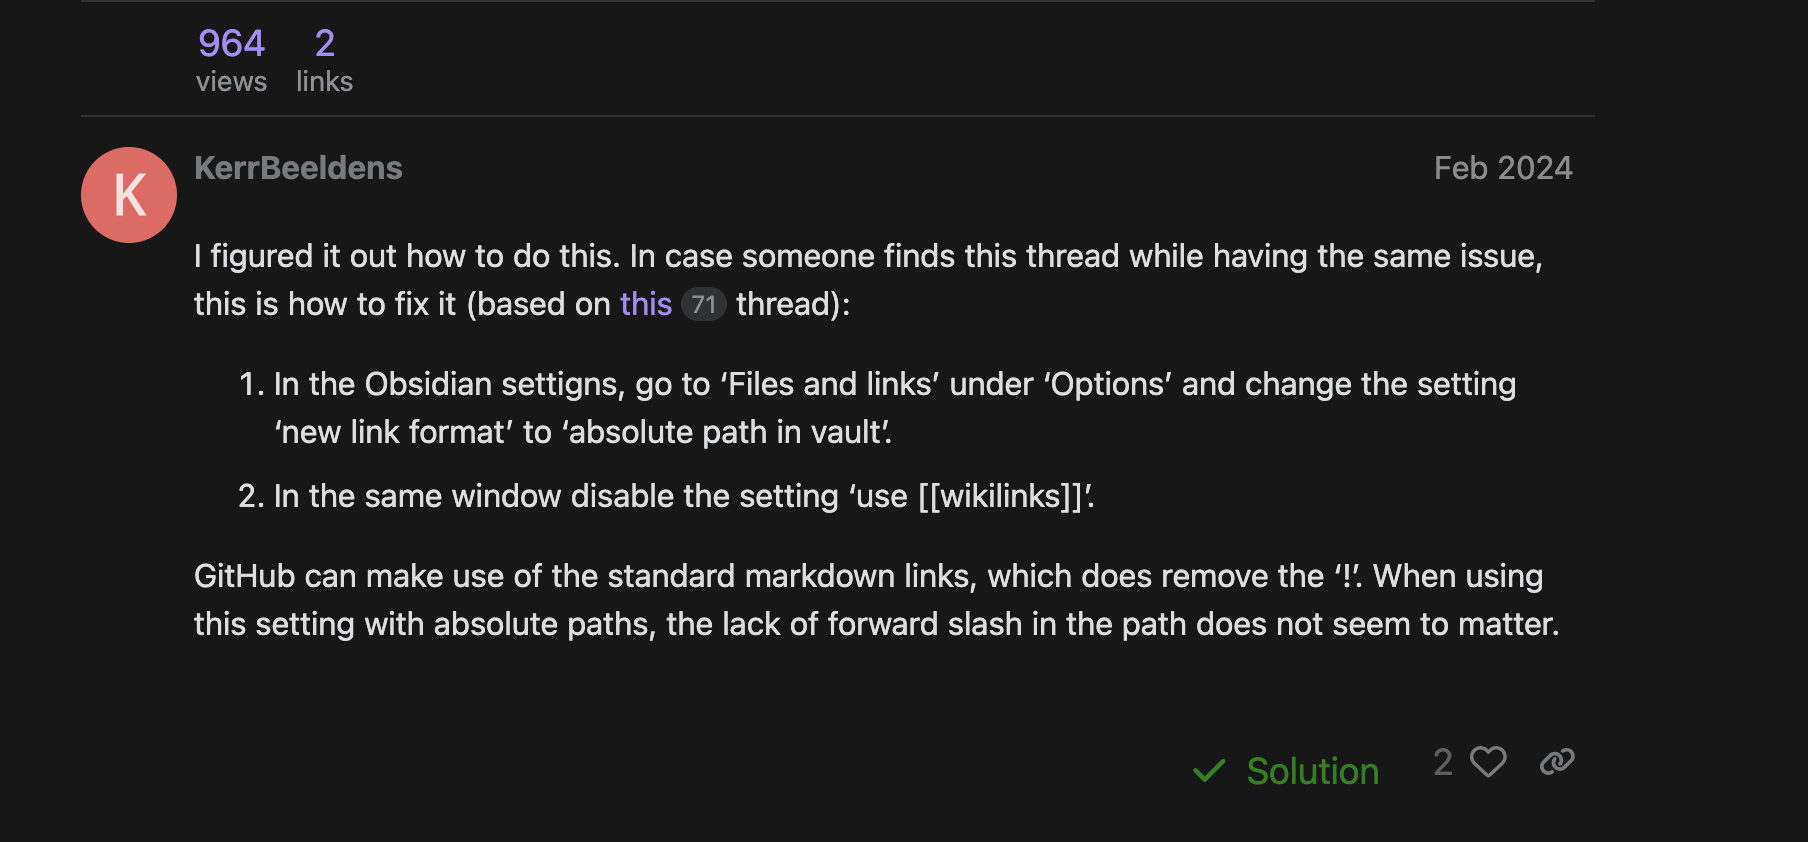 964 2
views links
K
KerrBeeldens Feb 2024
I figured it out how to do this. In case someone finds this thread while having the same issue,
this is how to fix it (based on this 71 thread):
1. In the Obsidian settigns, go to ‘Files and links’ under ‘Options’ and change the setting
‘new link format’ to ‘absolute path in vault’.
2. In the same window disable the setting ‘use [[wikilinks]]’.
GitHub can make use of the standard markdown links, which does remove the ‘!’. When using
this setting with absolute paths, the lack of forward slash in the path does not seem to matter.
Solution 2